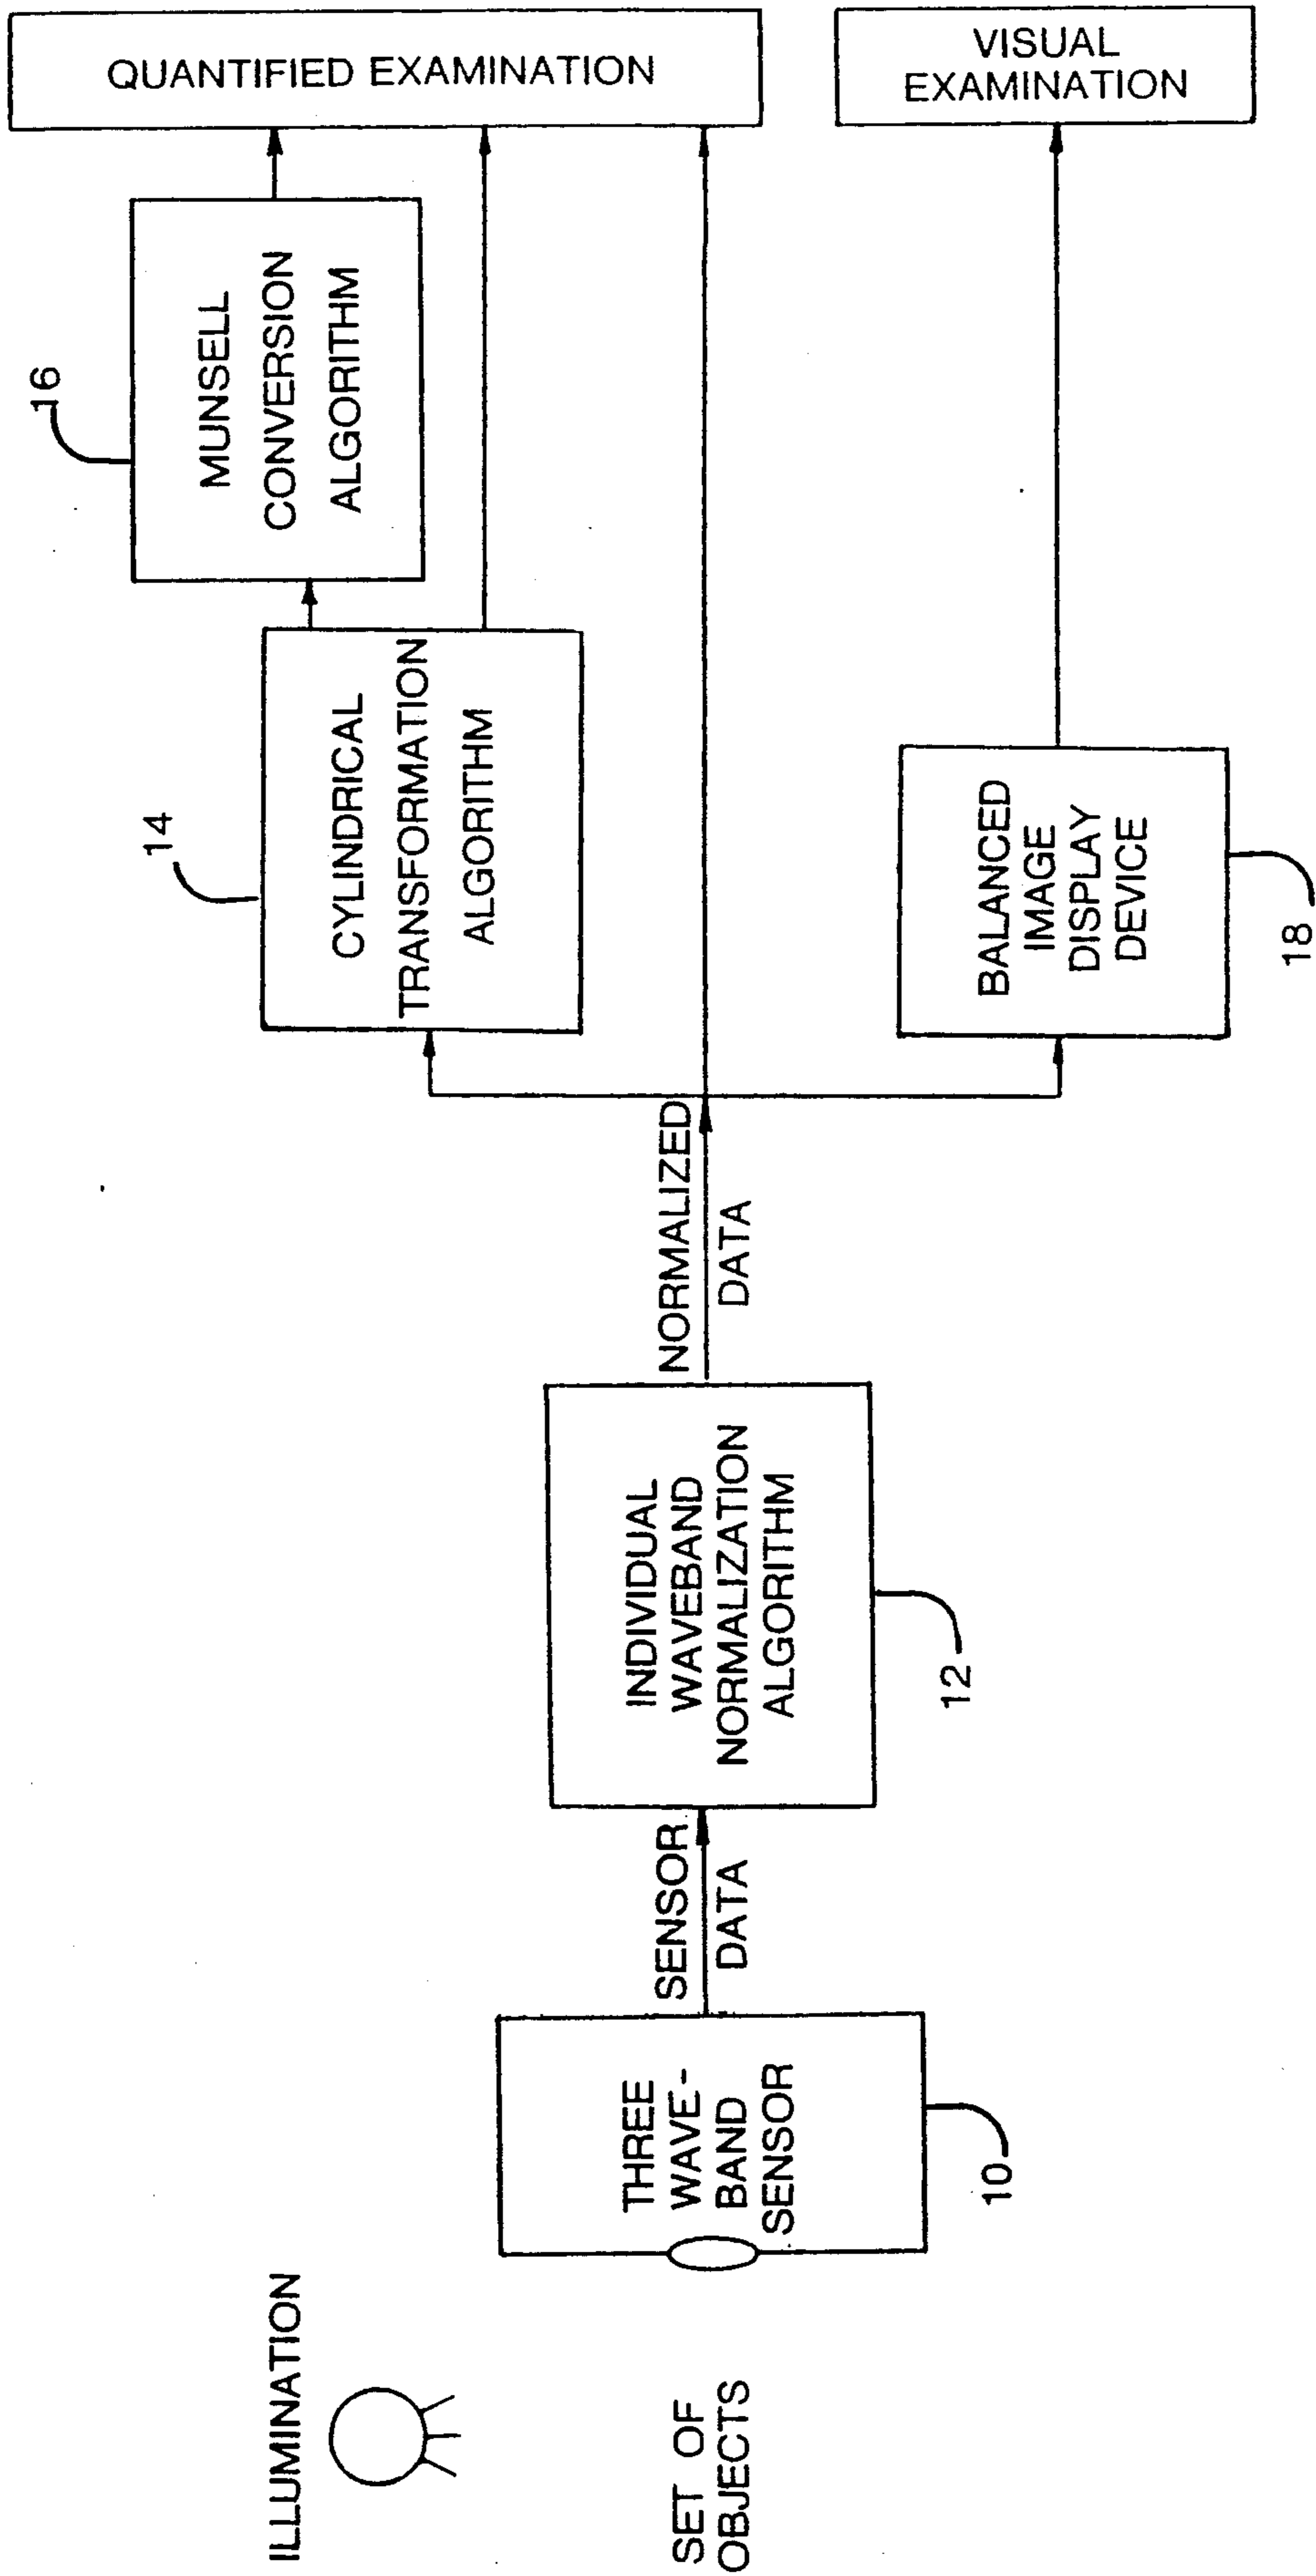 ILLUMINATION
SET OF
OBJECTS
THREE
WAVE-
BAND
SENSOR
10
SENSOR
DATA
INDIVIDUAL
WAVEBAND
NORMALIZATION
ALGORITHM
12
NORMALIZED
DATA
CYLINDRICAL
TRANSFORMATION
ALGORITHM
14
MUNSELL
CONVERSION
ALGORITHM
16
BALANCED
IMAGE
DISPLAY
DEVICE
18
QUANTIFIED EXAMINATION
VISUAL
EXAMINATION